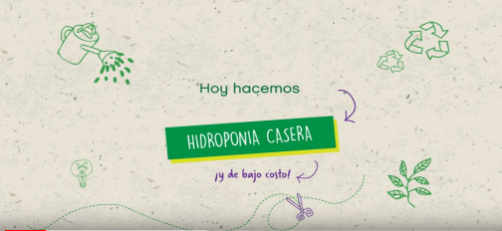 Hoy hacemos
HIDROPONIA CASERA
¡y de bajo costo!